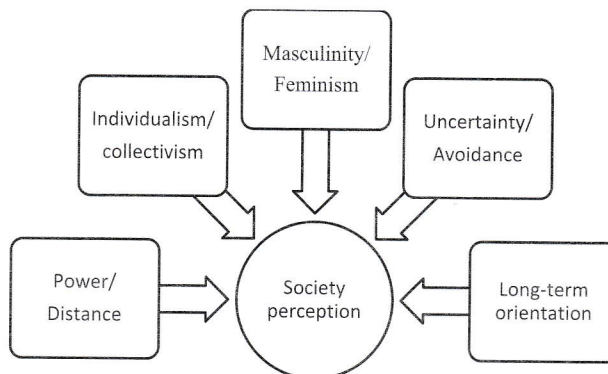 Masculinity/
Feminism
Individualism/
collectivism
Uncertainty/
Avoidance
Power/
Distance
Society
perception
Long-term
orientation